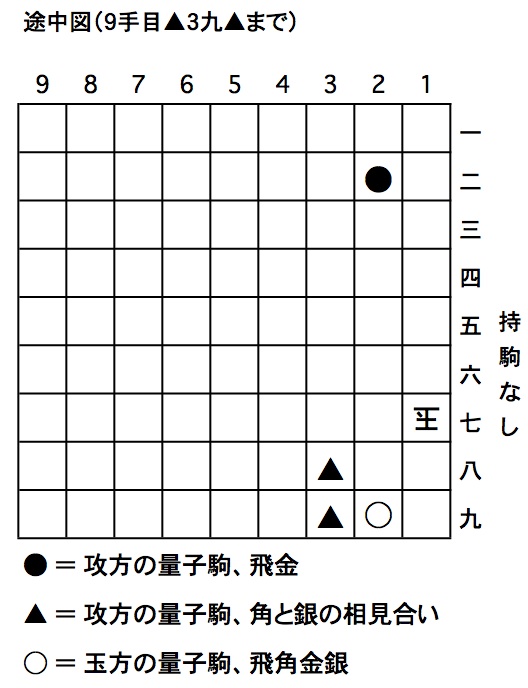 途中図(9手目▲3九▲まで)
9 8 7 6 5 4 3 2 1
一
二
三
四
五
六
七
八
九
持駒なし
王
● = 攻方の量子駒、飛金
▲ = 攻方の量子駒、角と銀の相見合い
○ = 玉方の量子駒、飛角金銀